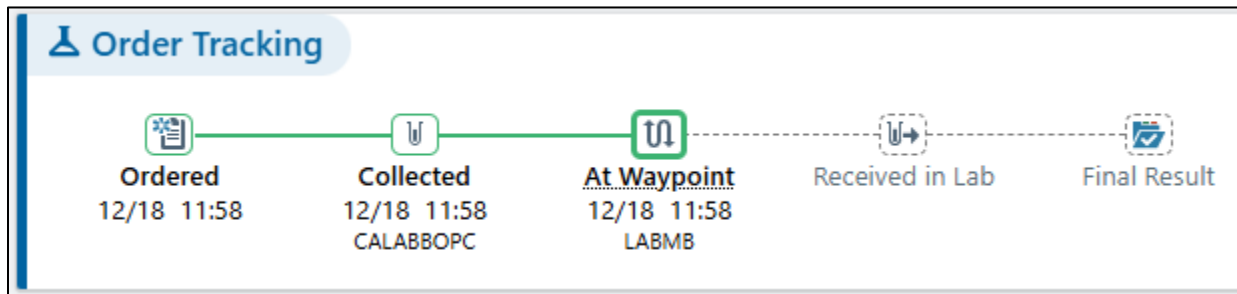 Order Tracking
Ordered
12/18 11:58
Collected
12/18 11:58
CALABBOPC
At Waypoint
12/18 11:58
LABMB
Received in Lab
Final Result